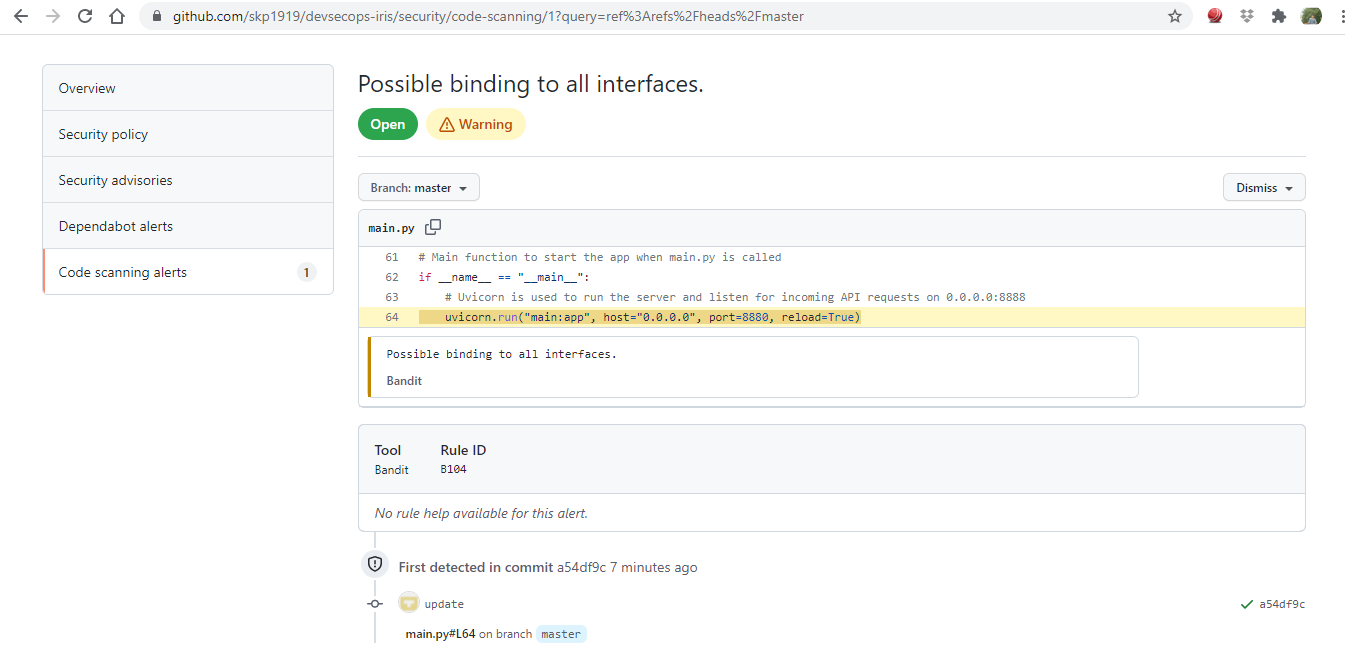 github.com/skp1919/devsecops-iris/security/code-scanning/1?query=ref%3Arefs%2Fheads%2Fmaster
Overview
Security policy
Security advisories
Dependabot alerts
Code scanning alerts 1
Possible binding to all interfaces.
Open Warning
Branch: master Dismiss
main.py
61 # Main function to start the app when main.py is called
62 if __name__ == "__main__":
63 # Uvicorn is used to run the server and listen for incoming API requests on 0.0.0.0:8888
64 uvicorn.run("main:app", host="0.0.0.0", port=8880, reload=True)
Possible binding to all interfaces.
Bandit
Tool Rule ID
Bandit B104
No rule help available for this alert.
First detected in commit a54df9c 7 minutes ago
update a54df9c
main.py#L64 on branch master